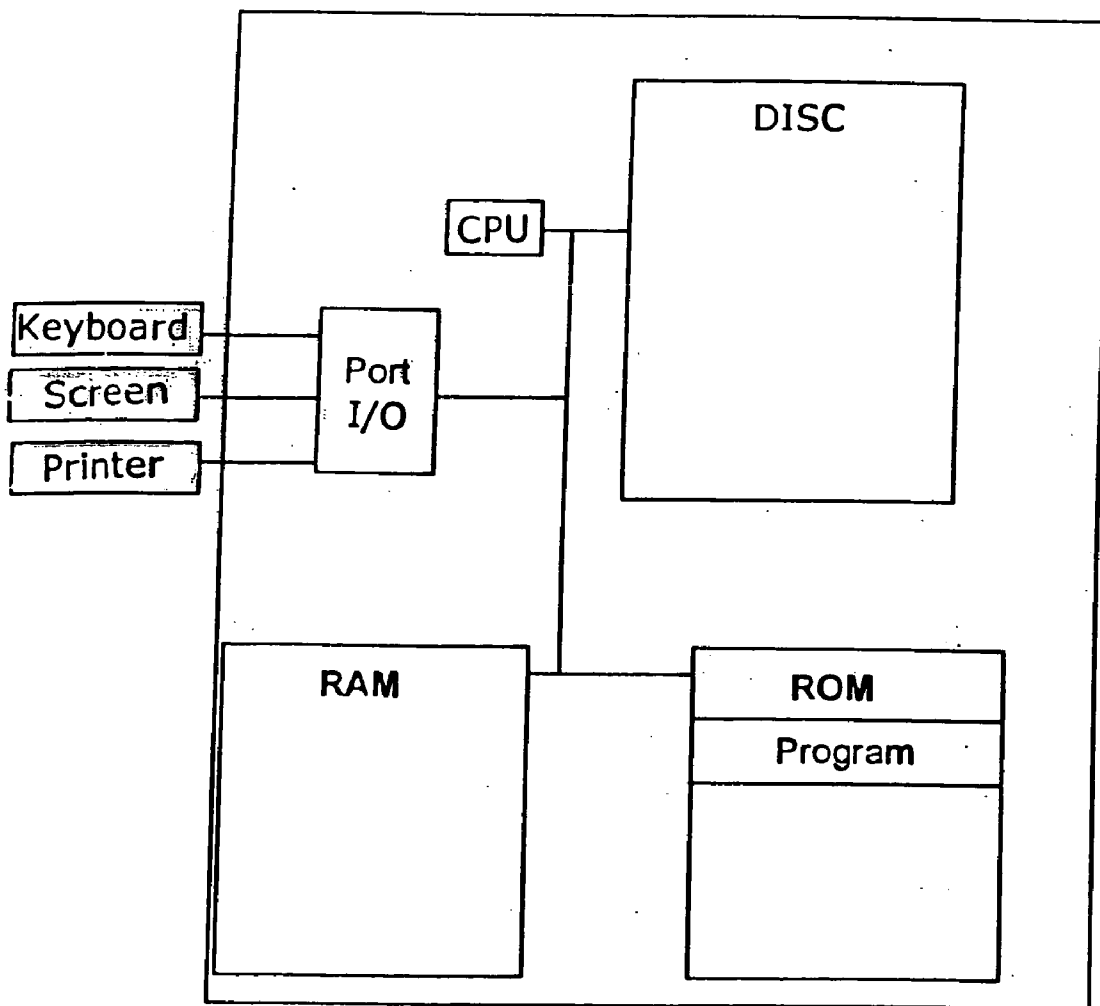 DISC
CPU
Keyboard
Screen
Printer
Port
I/O
RAM
ROM
Program